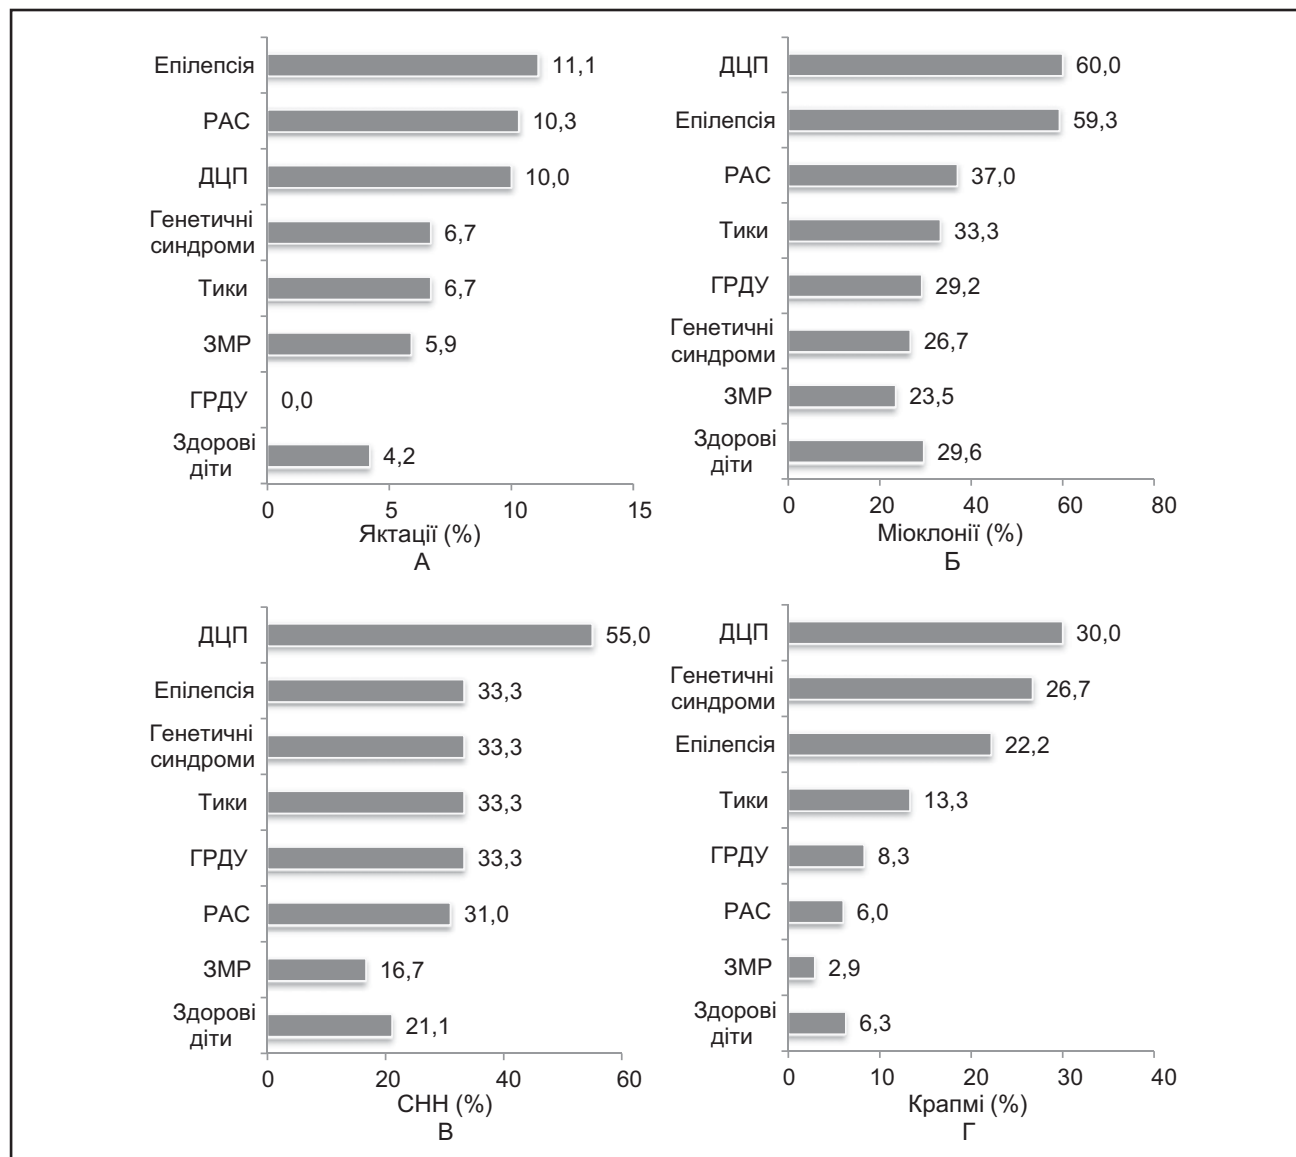 Епілепсія 11,1
РАС 10,3
ДЦП 10,0
Генетичні
синдроми 6,7
Тики 6,7
ЗМР 5,9
ГРДУ 0,0
Здорові
діти 4,2
0 5 10 15
Яктації (%)
А
ДЦП 60,0
Епілепсія 59,3
РАС 37,0
Тики 33,3
ГРДУ 29,2
Генетичні
синдроми 26,7
ЗМР 23,5
Здорові
діти 29,6
0 20 40 60 80
Міоклонії (%)
Б
ДЦП 55,0
Епілепсія 33,3
Генетичні
синдроми 33,3
Тики 33,3
ГРДУ 33,3
РАС 31,0
ЗМР 16,7
Здорові
діти 21,1
0 20 40 60
СНН (%)
В
ДЦП 30,0
Генетичні
синдроми 26,7
Епілепсія 22,2
Тики 13,3
ГРДУ 8,3
РАС 6,0
ЗМР 2,9
Здорові
діти 6,3
0 10 20 30 40
Крапмі (%)
Г